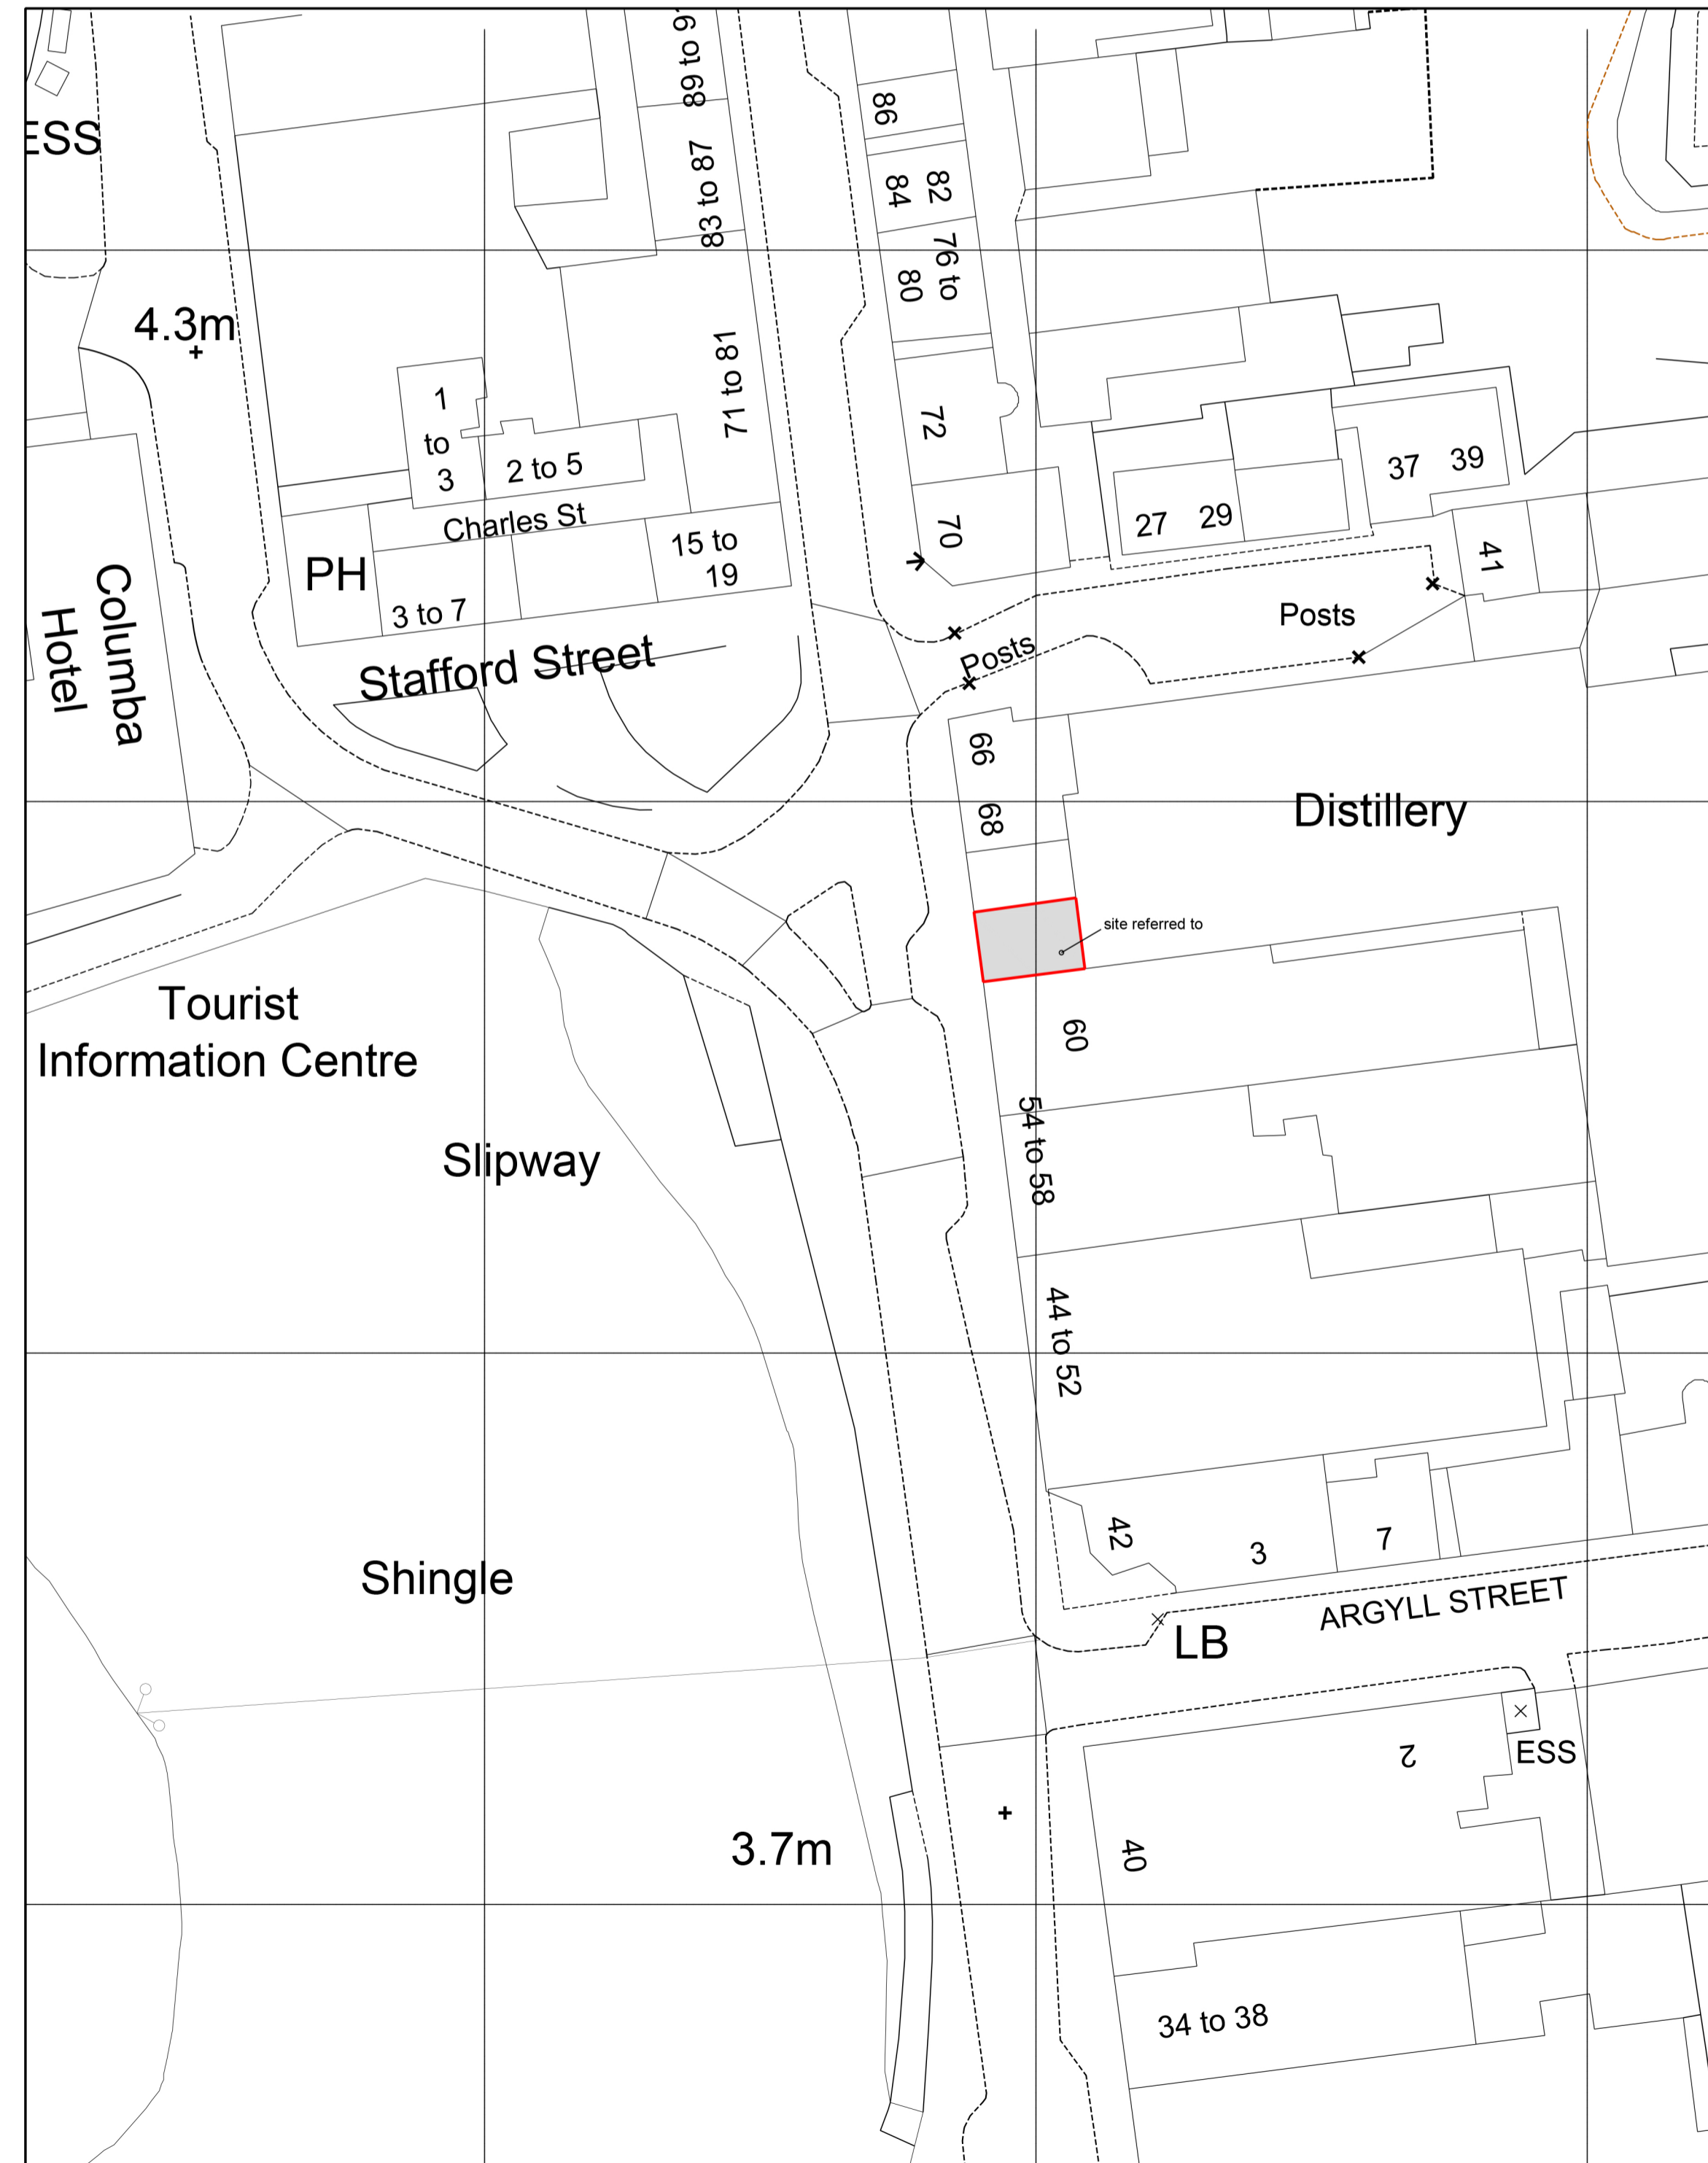 89 to 9
86
ESS
83 to 87
82
84
76 to
80
4.3m
71 to 81
1
to
3
2 to 5
72
37 39
Charles St
70
27 29
15 to
19
41
PH
3 to 7
Columba
Hotel
Posts
Stafford Street
Posts
66
68
Distillery
site referred to
Tourist
Information Centre
60
54 to 58
Slipway
44 to 52
42
3
7
Shingle
ARGYLL STREET
LB
2
ESS
3.7m
40
34 to 38